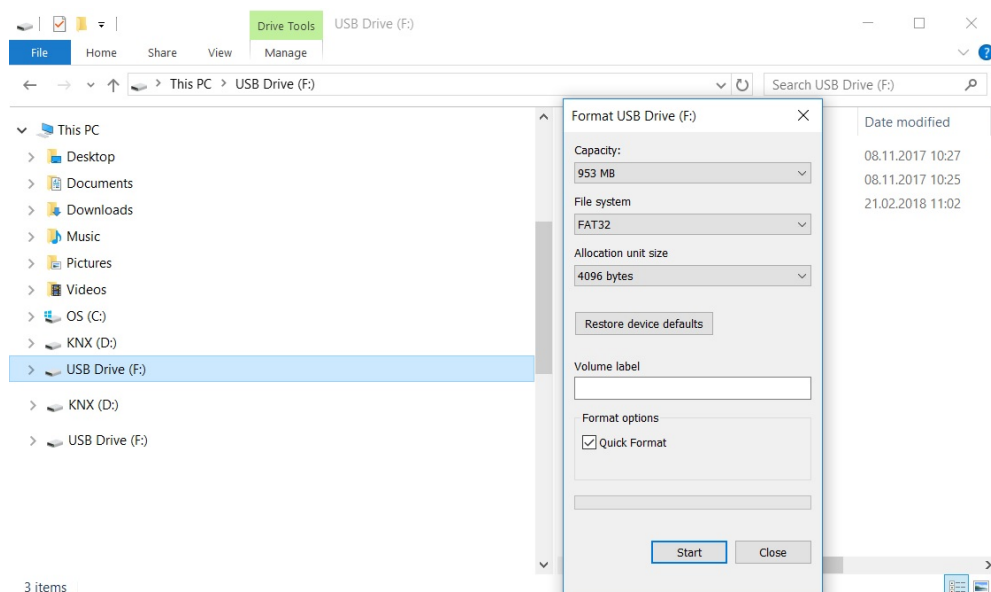 Drive Tools
USB Drive (F:)
File
Home
Share
View
Manage
?
This PC > USB Drive (F:)
Search USB Drive (F:)
This PC
Desktop
Documents
Downloads
Music
Pictures
Videos
OS (C:)
KNX (D:)
USB Drive (F:)
KNX (D:)
USB Drive (F:)
3 items
Format USB Drive (F:)
Capacity:
953 MB
File system
FAT32
Allocation unit size
4096 bytes
Restore device defaults
Volume label
Format options
Quick Format
Start
Close
Date modified
08.11.2017 10:27
08.11.2017 10:25
21.02.2018 11:02